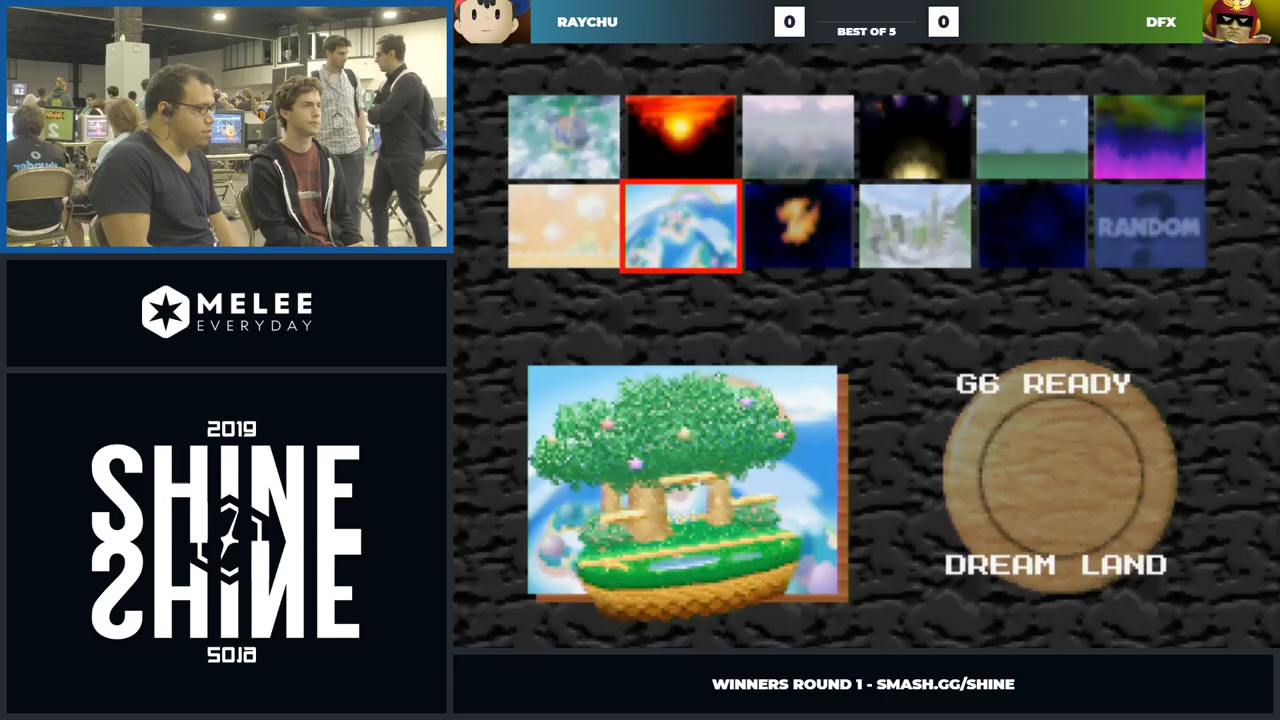 RAYCHU
0
BEST OF 5
0
DFX
MELEE
EVERYDAY
2019
SHINE
SHINE
2019
RANDOM
?
G6 READY
DREAM LAND
WINNERS ROUND 1 - SMASH.GG/SHINE